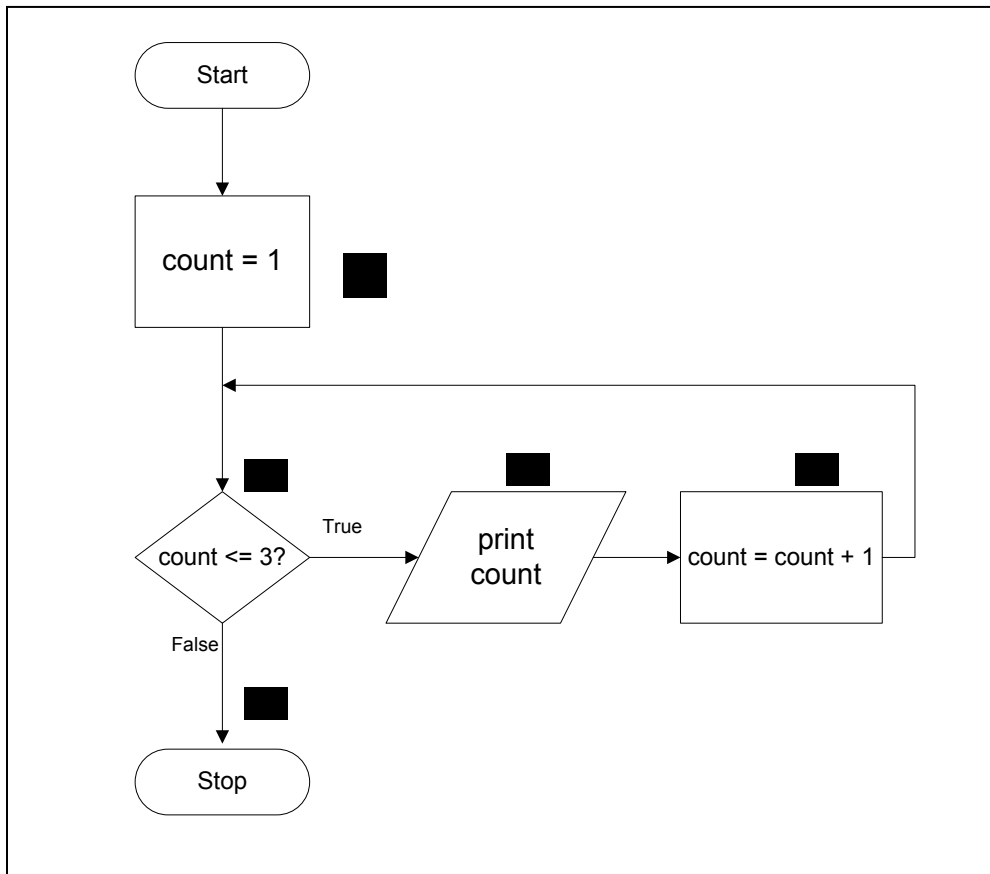 Start
count = 1
count <= 3?
True
print
count
count = count + 1
False
Stop